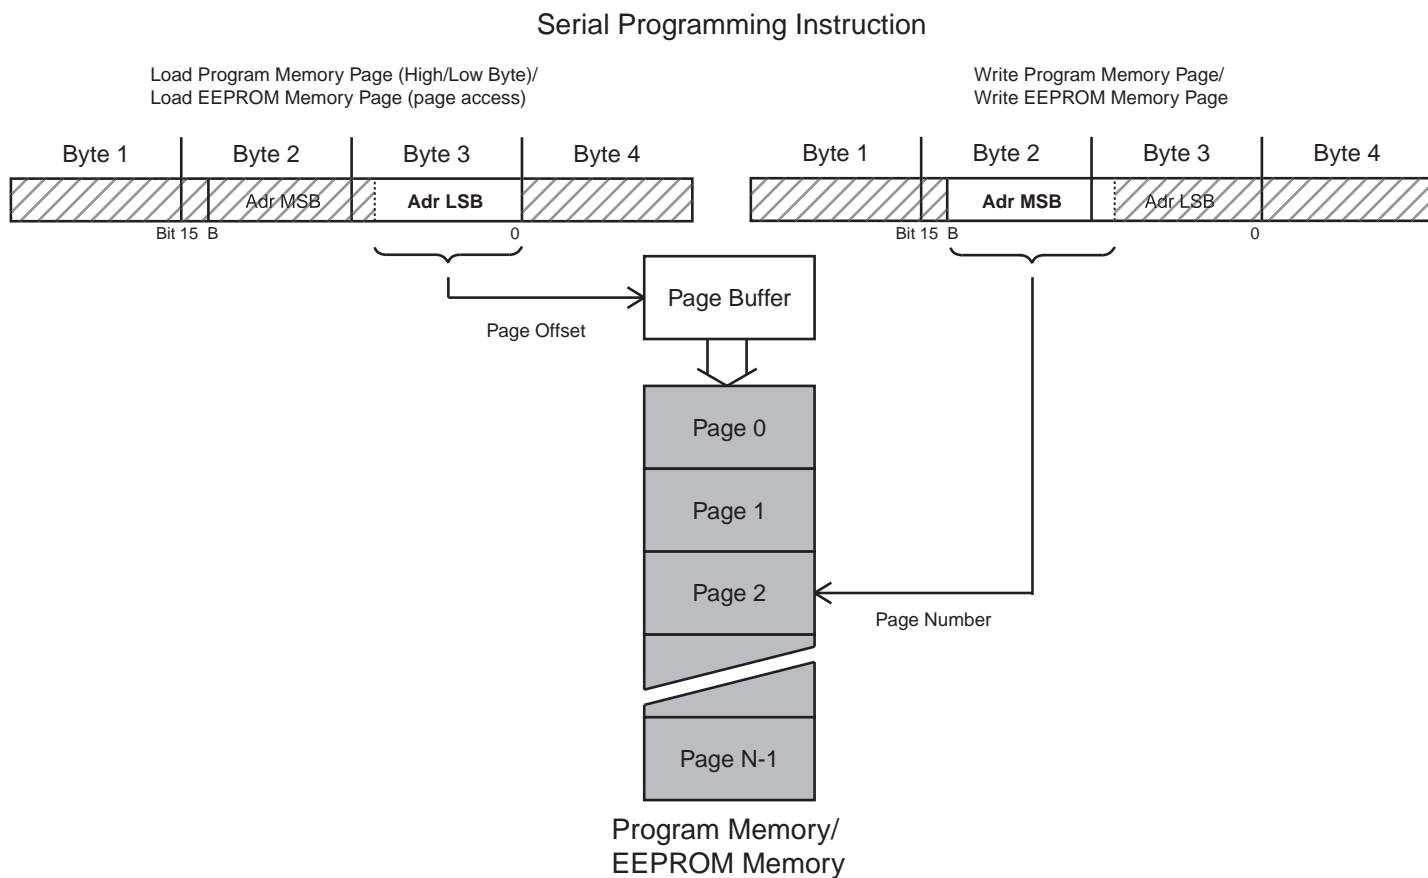 Serial Programming Instruction
Load Program Memory Page (High/Low Byte)/
Load EEPROM Memory Page (page access)
Write Program Memory Page/
Write EEPROM Memory Page
Byte 1 Byte 2 Byte 3 Byte 4
Adr MSB Adr LSB
Bit 15 B 0
Byte 1 Byte 2 Byte 3 Byte 4
Adr MSB Adr LSB
Bit 15 B 0
Page Buffer
Page Offset
Page 0
Page 1
Page 2
Page Number
Page N-1
Program Memory/
EEPROM Memory